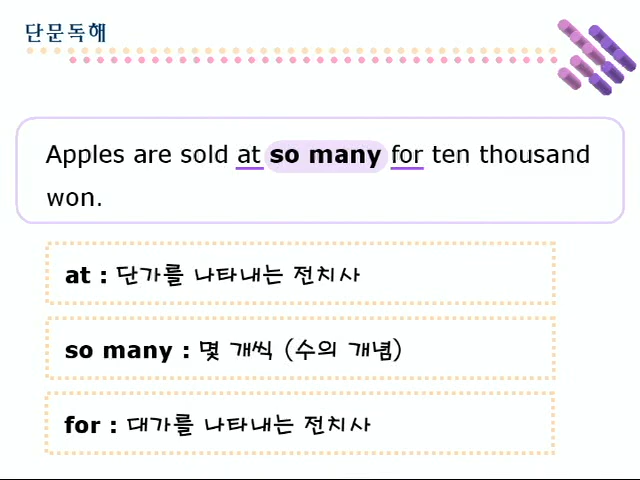 단문독해
Apples are sold at so many for ten thousand
won.
at : 단가를 나타내는 전치사
so many : 몇 개씩 (수의 개념)
for : 대가를 나타내는 전치사